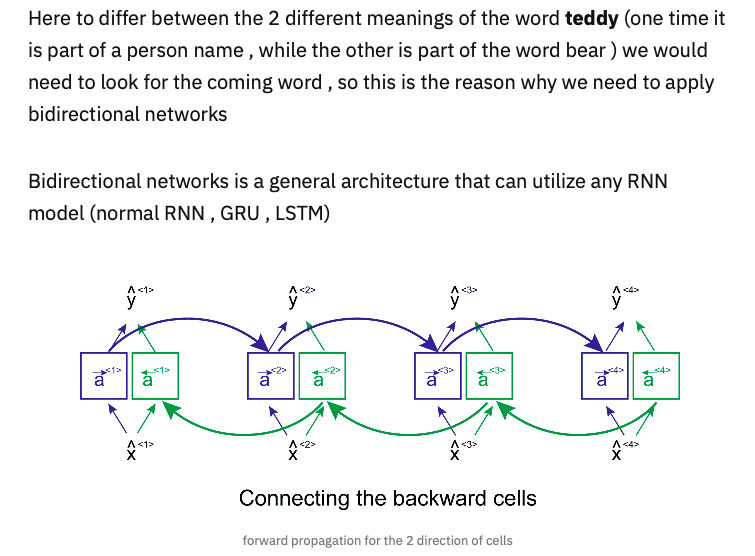 Here to differ between the 2 different meanings of the word teddy (one time it
is part of a person name , while the other is part of the word bear ) we would
need to look for the coming word , so this is the reason why we need to apply
bidirectional networks
Bidirectional networks is a general architecture that can utilize any RNN
model (normal RNN , GRU , LSTM)
ŷ<1> ŷ<2> ŷ<3> ŷ<4>
a→<1> a←<1> a→<2> a←<2> a→<3> a←<3> a→<4> a←<4>
x̂<1> x̂<2> x̂<3> x̂<4>
Connecting the backward cells
forward propagation for the 2 direction of cells